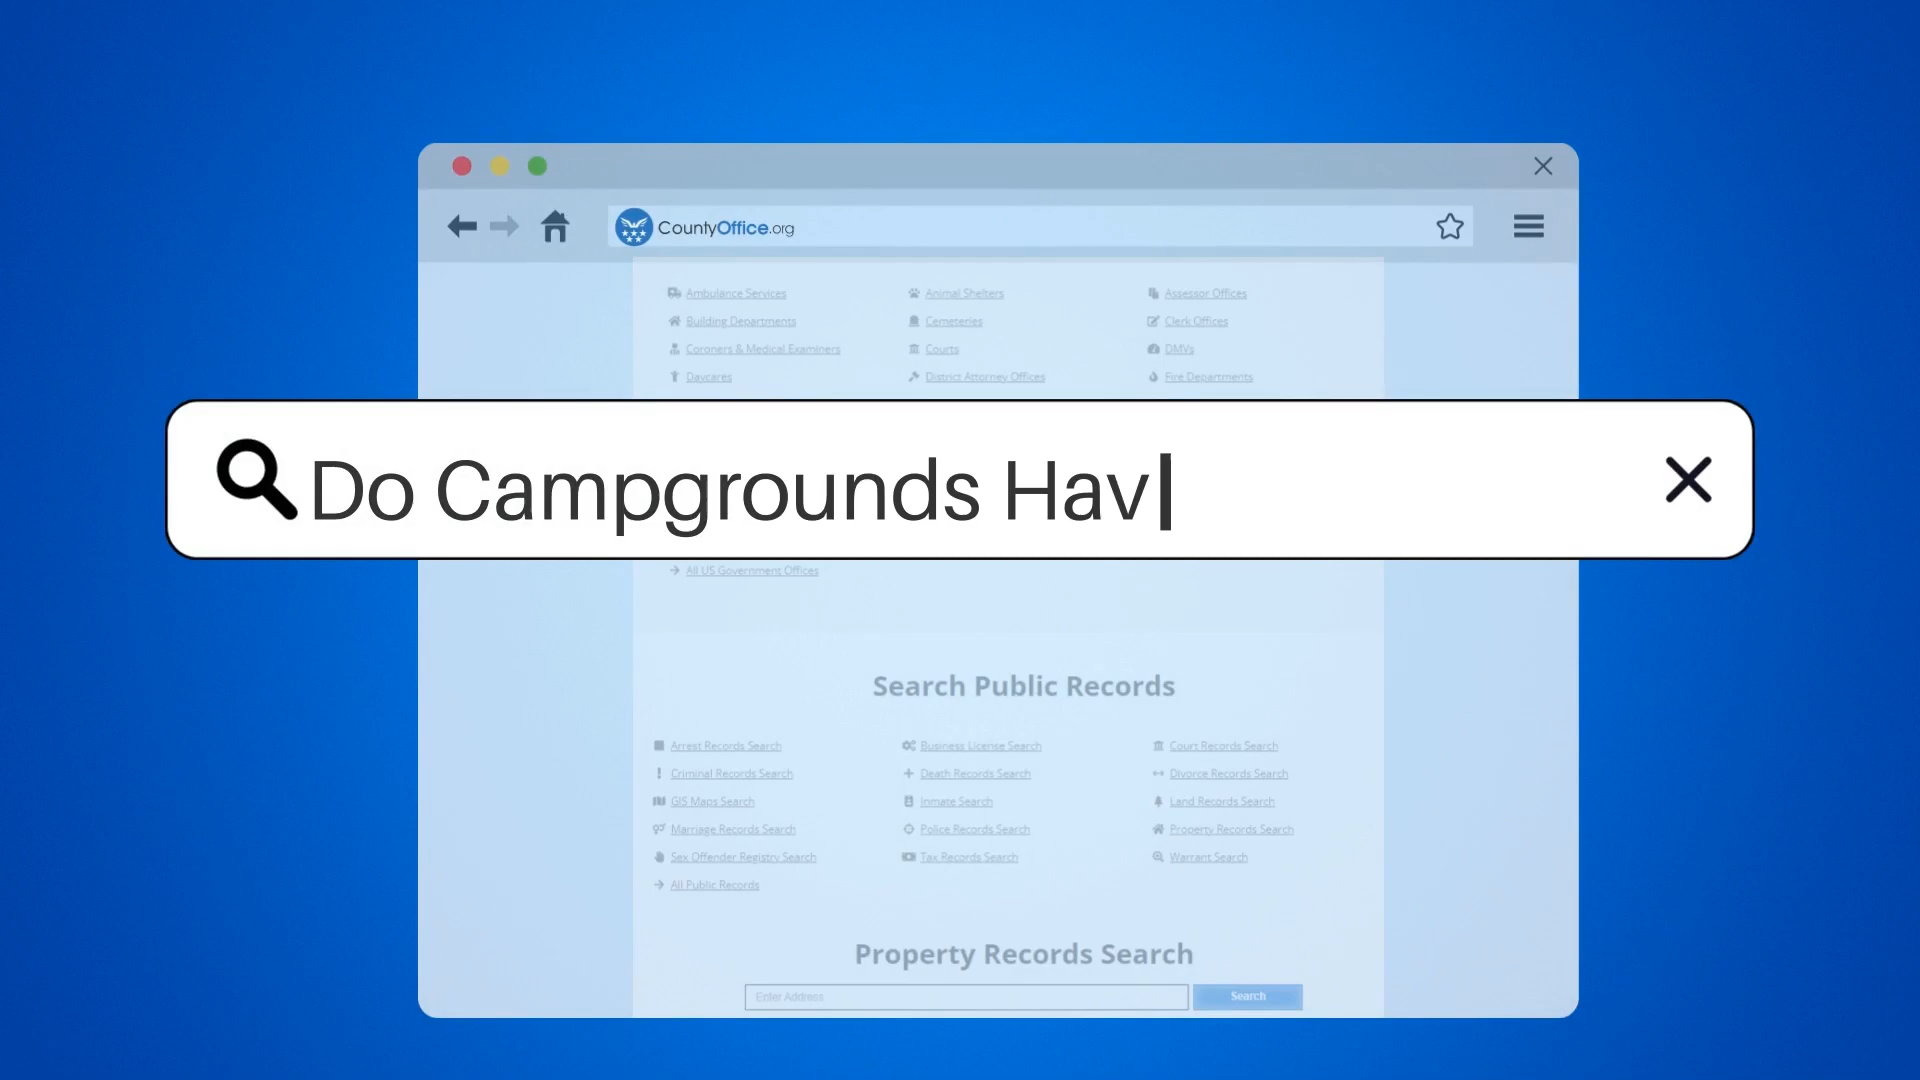 CountyOffice.org
Ambulance Services Animal Shelters Assessor Offices
Building Departments Cemeteries Clerk Offices
Coroners & Medical Examiners Courts DMVs
Daycares District Attorney Offices Fire Departments
Do Campgrounds Hav
All US Government Offices
Search Public Records
Arrest Records Search Business License Search Court Records Search
Criminal Records Search Death Records Search Divorce Records Search
GIS Maps Search Inmate Search Land Records Search
Marriage Records Search Police Records Search Property Records Search
Sex Offender Registry Search Tax Records Search Warrant Search
All Public Records
Property Records Search
Enter Address Search